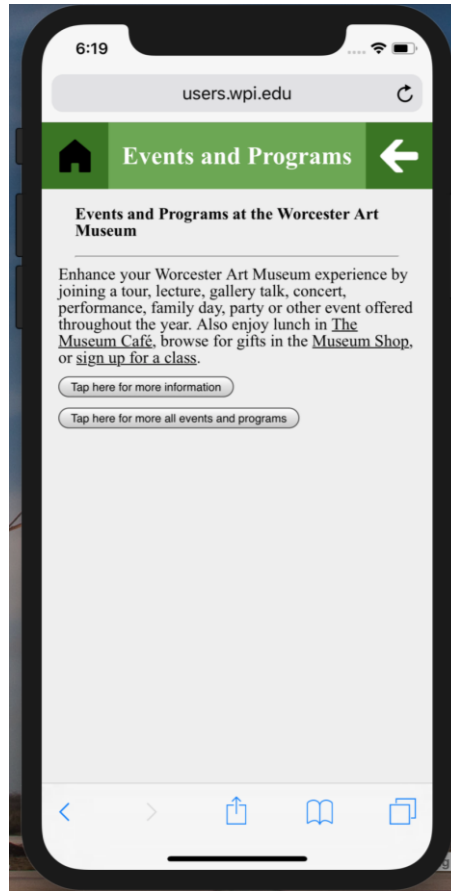 6:19
users.wpi.edu
Events and Programs
Events and Programs at the Worcester Art
Museum
Enhance your Worcester Art Museum experience by
joining a tour, lecture, gallery talk, concert,
performance, family day, party or other event offered
throughout the year. Also enjoy lunch in The
Museum Café, browse for gifts in the Museum Shop,
or sign up for a class.
Tap here for more information
Tap here for more all events and programs